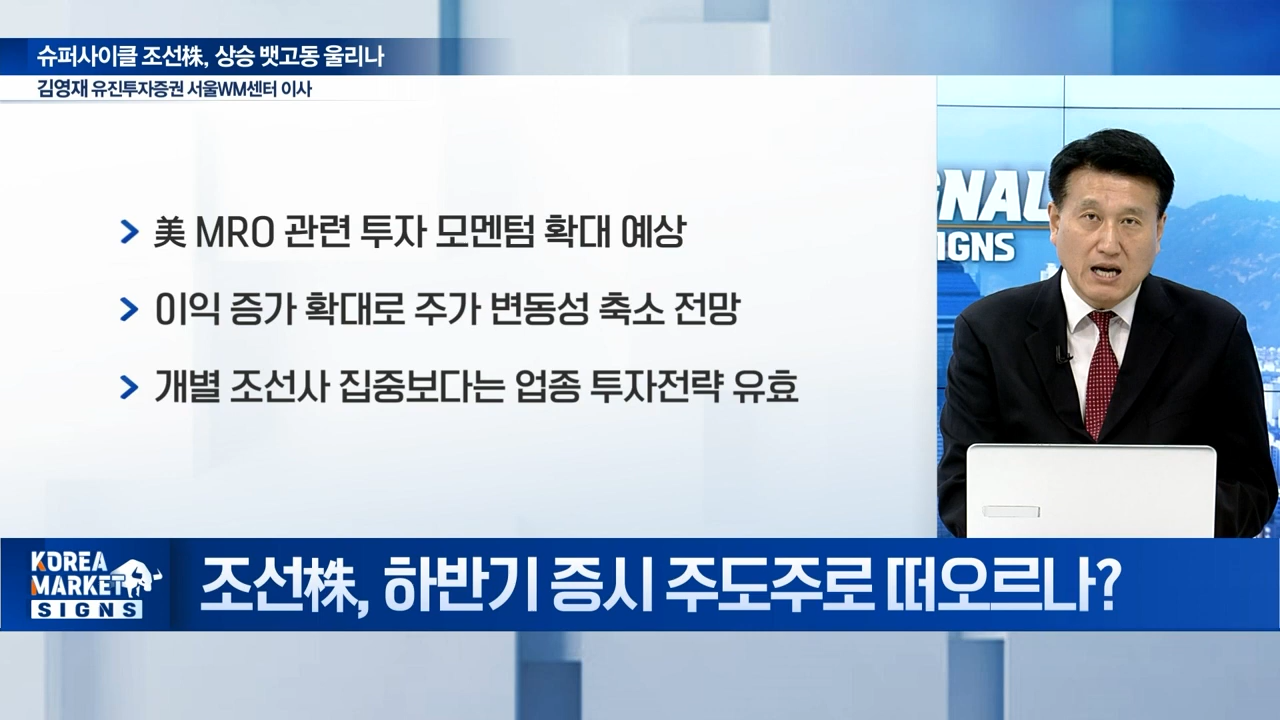 슈퍼사이클 조선株, 상승 뱃고동 울리나
김영재 유진투자증권 서울WM센터 이사
美 MRO 관련 투자 모멘텀 확대 예상
이익 증가 확대로 주가 변동성 축소 전망
개별 조선사 집중보다는 업종 투자전략 유효
NAL
IGNS
KOREA
MARKET
SIGNS
조선株, 하반기 증시 주도주로 떠오르나?